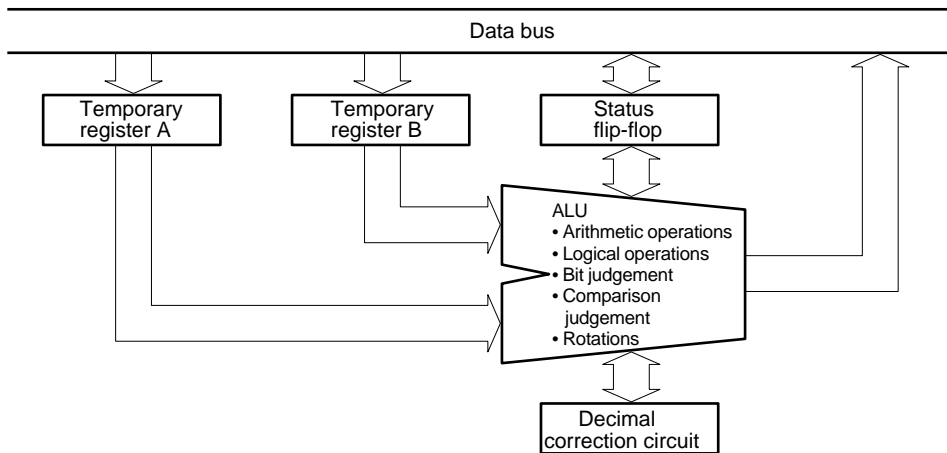 Data bus
Temporary
register A
Temporary
register B
Status
flip-flop
ALU
• Arithmetic operations
• Logical operations
• Bit judgement
• Comparison
judgement
• Rotations
Decimal
correction circuit